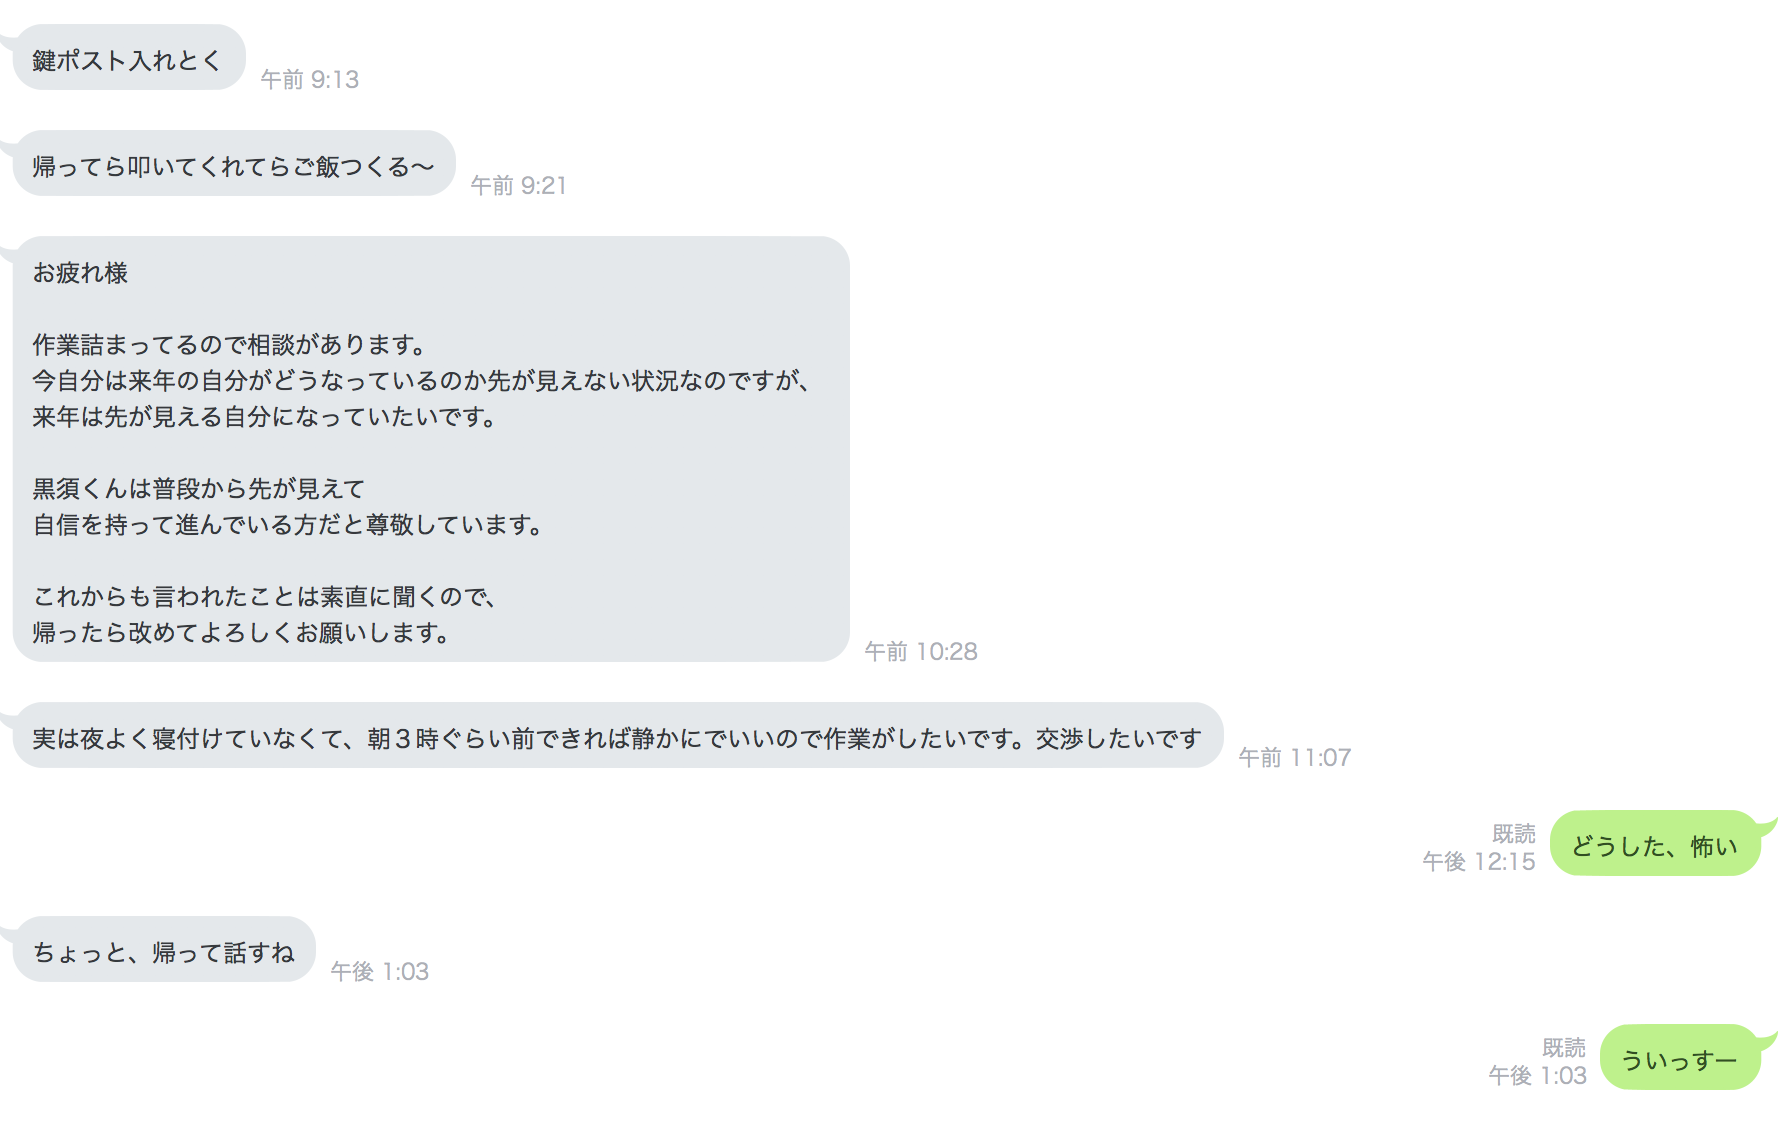 鍵ポスト入れとく
午前 9:13
帰ってら叩いてくれてらご飯つくる〜
午前 9:21
お疲れ様
作業詰まってるので相談があります。
今自分は来年の自分がどうなっているのか先が見えない状況なのですが、
来年は先が見える自分になっていたいです。
黒須くんは普段から先が見えて
自信を持って進んでいる方だと尊敬しています。
これからも言われたことは素直に聞くので、
帰ったら改めてよろしくお願いします。
午前 10:28
実は夜よく寝付けていなくて、朝３時ぐらい前できれば静かにでいいので作業がしたいです。交渉したいです
午前 11:07
既読
午後 12:15
どうした、怖い
ちょっと、帰って話すね
午後 1:03
既読
午後 1:03
ういっすー